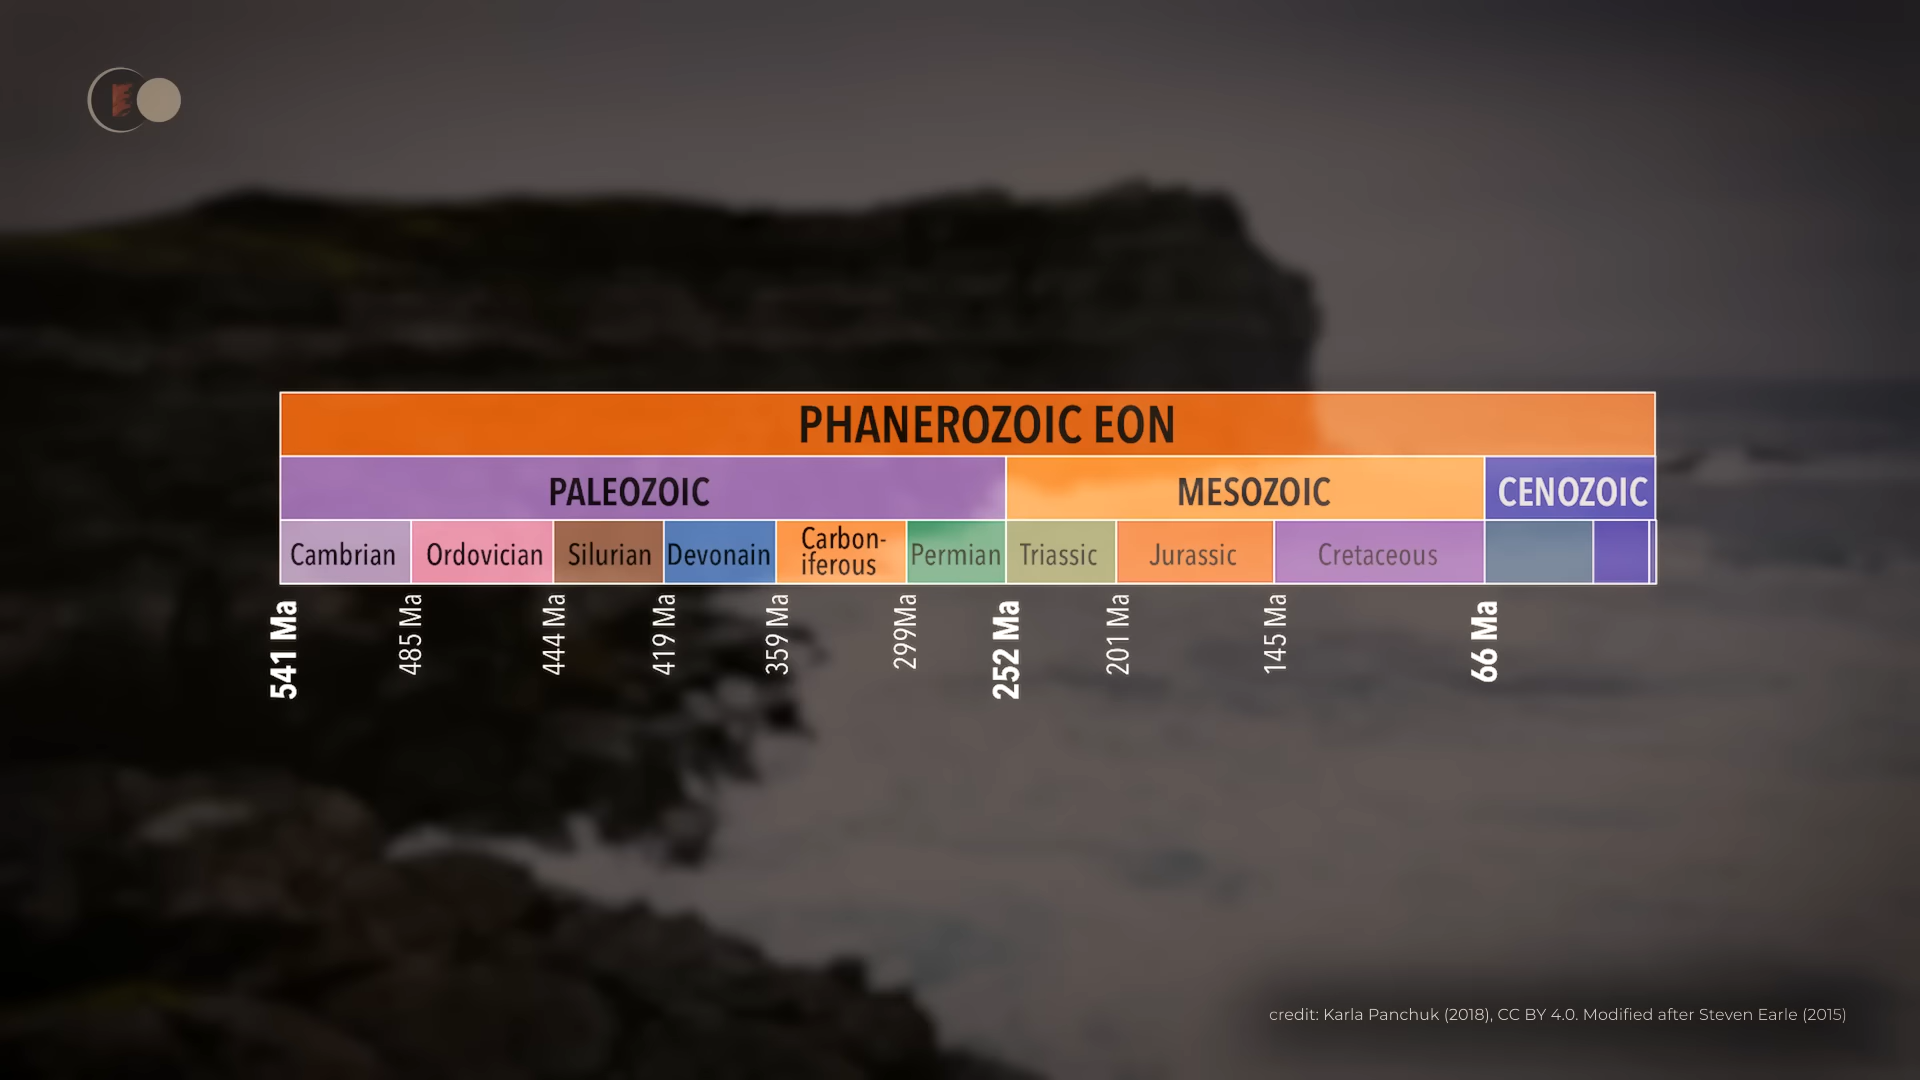 E
PHANEROZOIC EON
PALEOZOIC
MESOZOIC
CENOZOIC
Cambrian
Ordovician
Silurian
Devonain
Carbon-
iferous
Permian
Triassic
Jurassic
Cretaceous
541 Ma
485 Ma
444 Ma
419 Ma
359 Ma
299Ma
252 Ma
201 Ma
145 Ma
66 Ma
credit: Karla Panchuk (2018), CC BY 4.0. Modified after Steven Earle (2015)